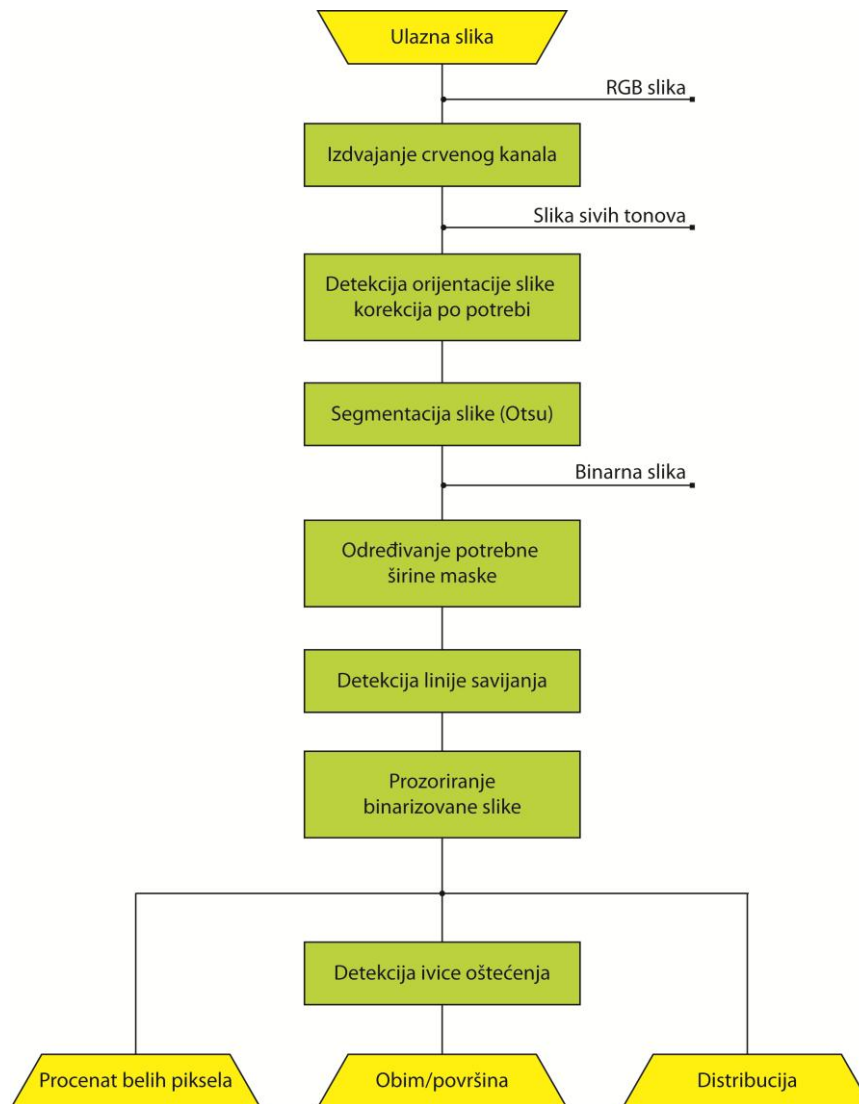 Ulazna slika
RGB slika
Izdvajanje crvenog kanala
Slika sivih tonova
Detekcija orijentacije slike
korekcija po potrebi
Segmentacija slike (Otsu)
Binarna slika
Određivanje potrebne
širine maske
Detekcija linije savijanja
Prozoriranje
binarizovane slike
Detekcija ivice oštećenja
Procenat belih piksela
Obim/površina
Distribucija